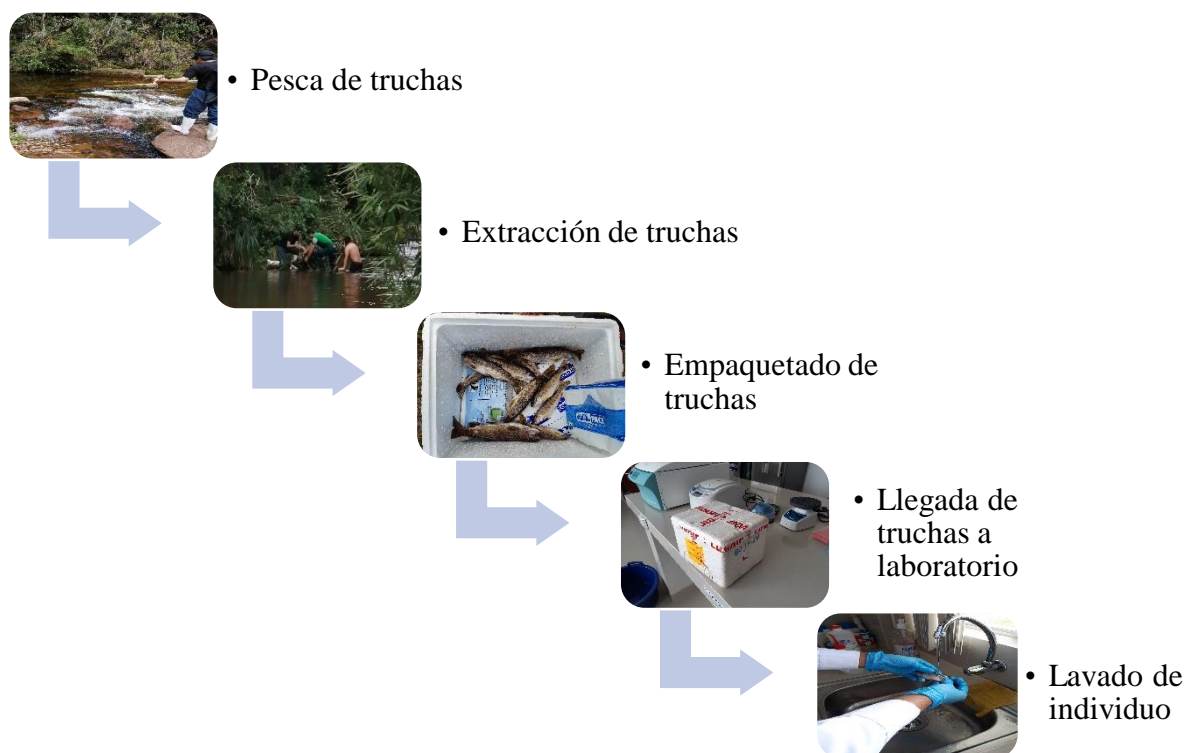 • Pesca de truchas
• Extracción de truchas
• Empaquetado de
truchas
• Llegada de
truchas a
laboratorio
• Lavado de
individuo